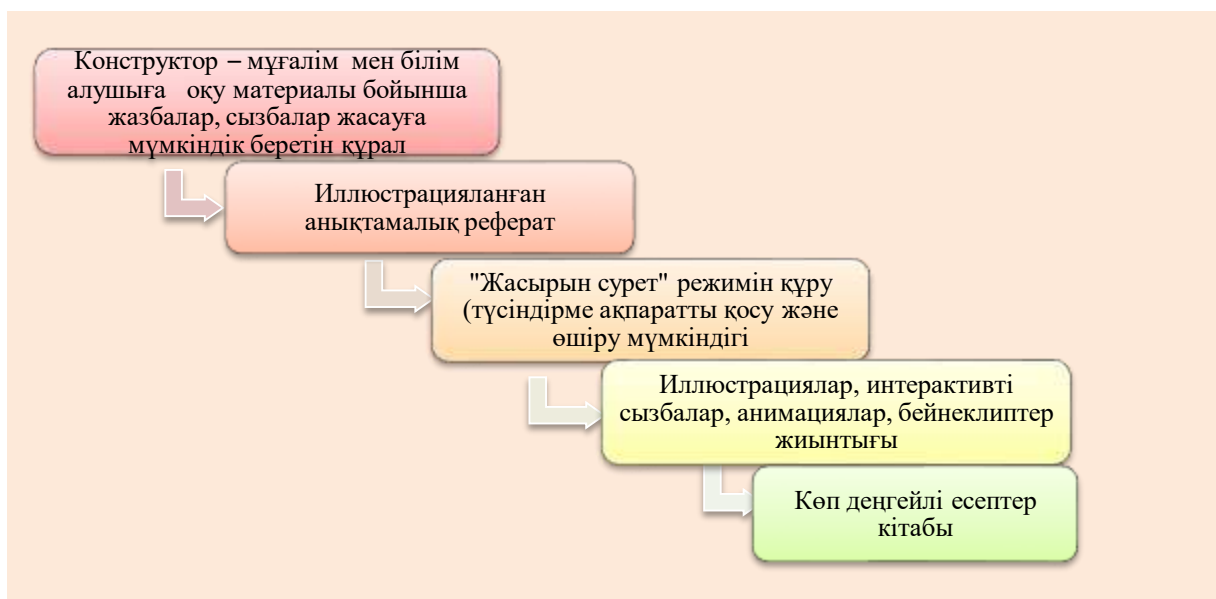 Конструктор – мұғалім мен білім
алушыға оқу материалы бойынша
жазбалар, сызбалар жасауға
мүмкіндік беретін құрал
Иллюстрацияланған
анықтамалық реферат
"Жасырын сурет" режимін құру
(түсіндірме ақпаратты қосу және
өшіру мүмкіндігі
Иллюстрациялар, интерактивті
сызбалар, анимациялар, бейнеклиптер
жиынтығы
Көп деңгейлі есептер
кітабы